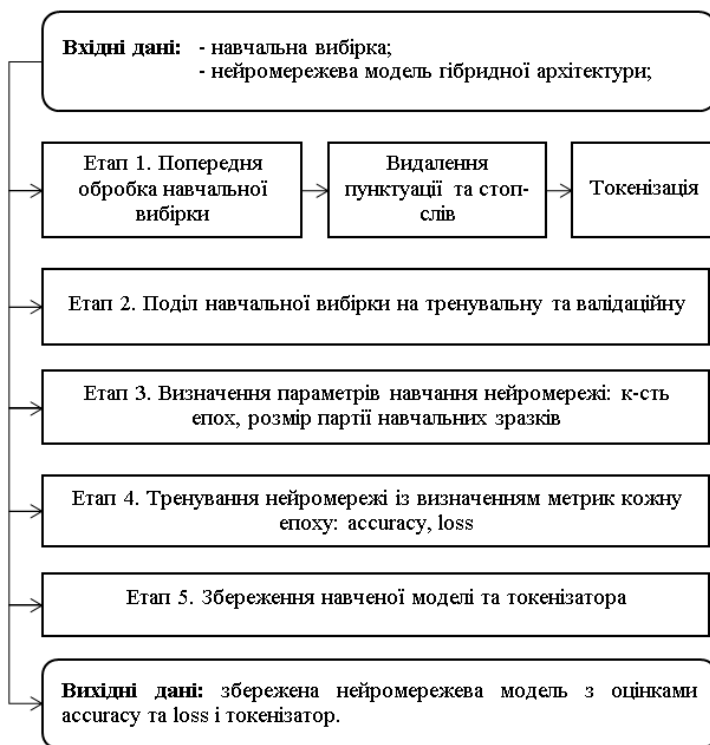 Вхідні дані: - навчальна вибірка;
- нейромережева модель гібридної архітектури;
Етап 1. Попередня
обробка навчальної
вибірки
Видалення
пунктуації та стоп-
слів
Токенізація
Етап 2. Поділ навчальної вибірки на тренувальну та валідаційну
Етап 3. Визначення параметрів навчання нейромережі: к-сть
епох, розмір партії навчальних зразків
Етап 4. Тренування нейромережі із визначенням метрик кожну
епоху: accuracy, loss
Етап 5. Збереження навченої моделі та токенізатора
Вихідні дані: збережена нейромережева модель з оцінками
accuracy та loss і токенізатор.